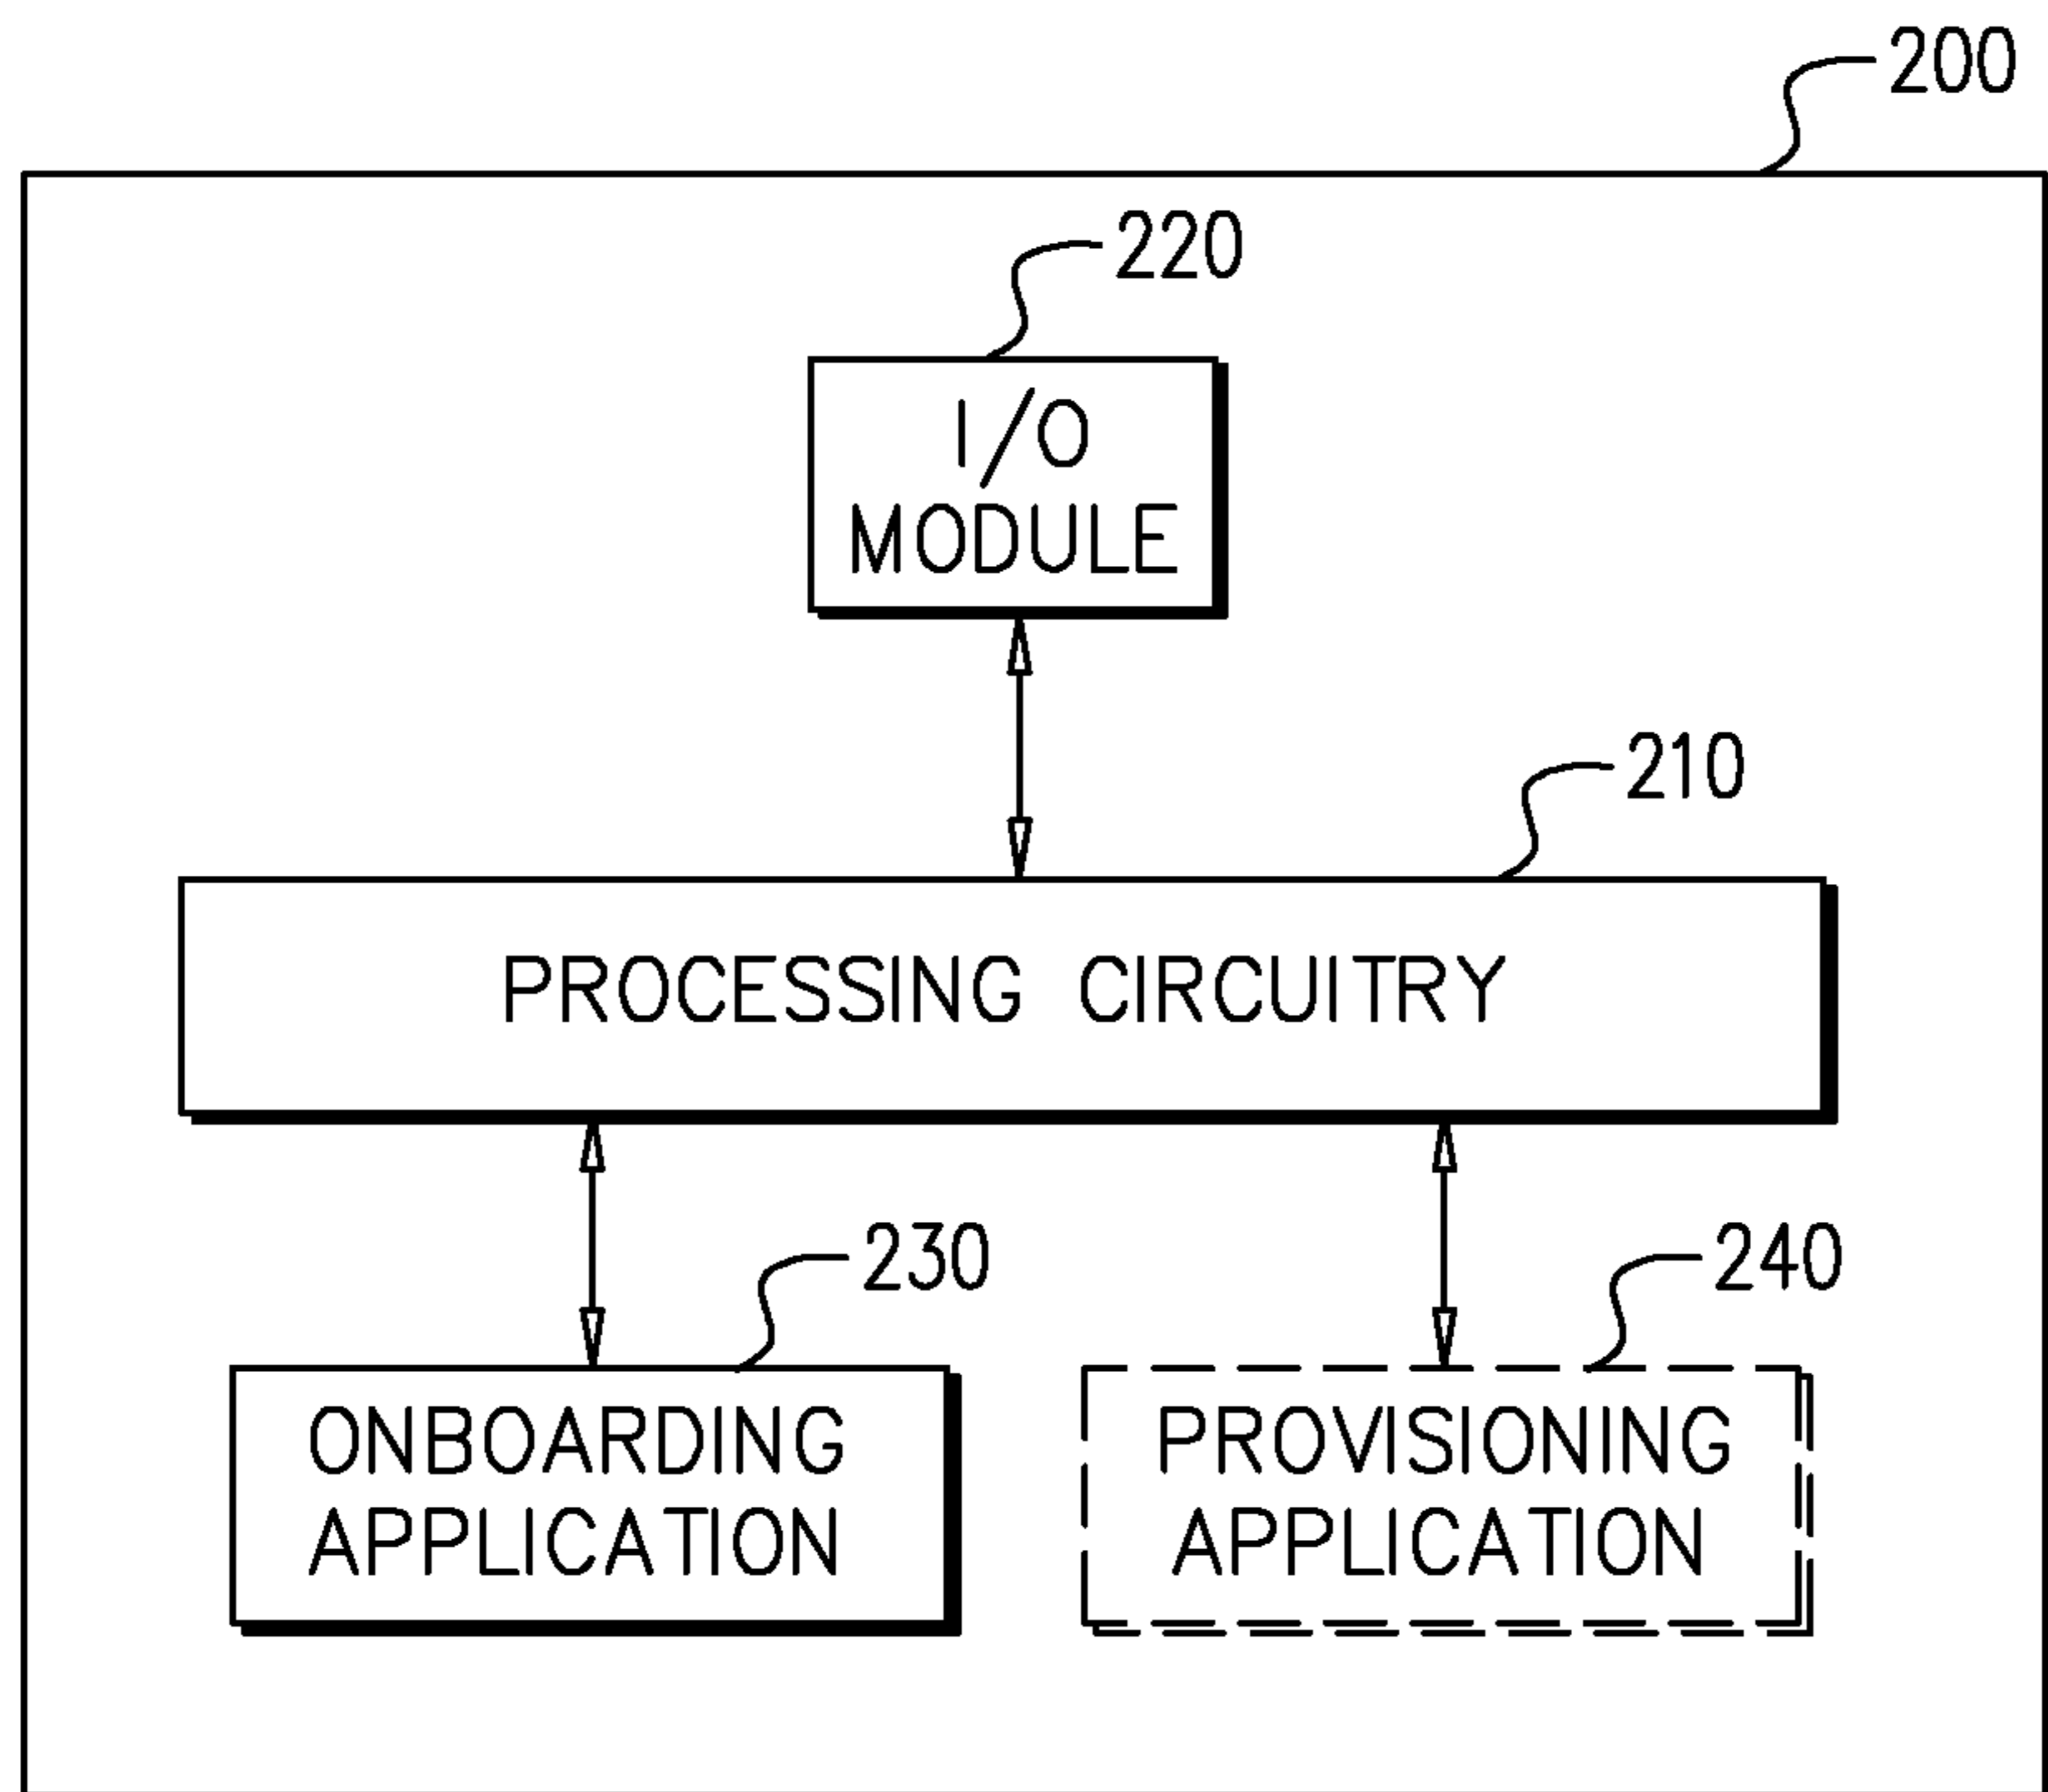 200
220
I/O
MODULE
210
PROCESSING CIRCUITRY
230
240
ONBOARDING
APPLICATION
PROVISIONING
APPLICATION